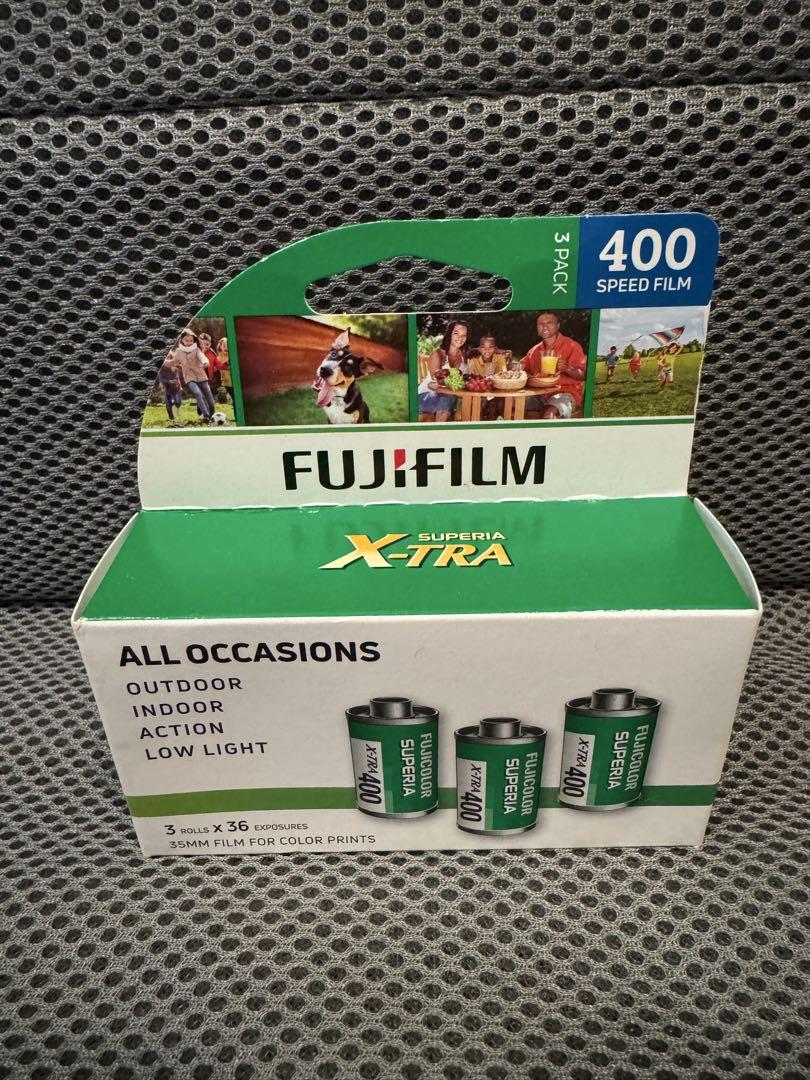 3 PACK
400
SPEED FILM
FUJIFILM
SUPERIA
X-TRA
ALL OCCASIONS
OUTDOOR
INDOOR
ACTION
LOW LIGHT
FUJICOLOR
SUPERIA
X-TRA 400
FUJICOLOR
SUPERIA
X-TRA 400
FUJICOLOR
SUPERIA
X-TRA 400
3 ROLLS X 36 EXPOSURES
35MM FILM FOR COLOR PRINTS